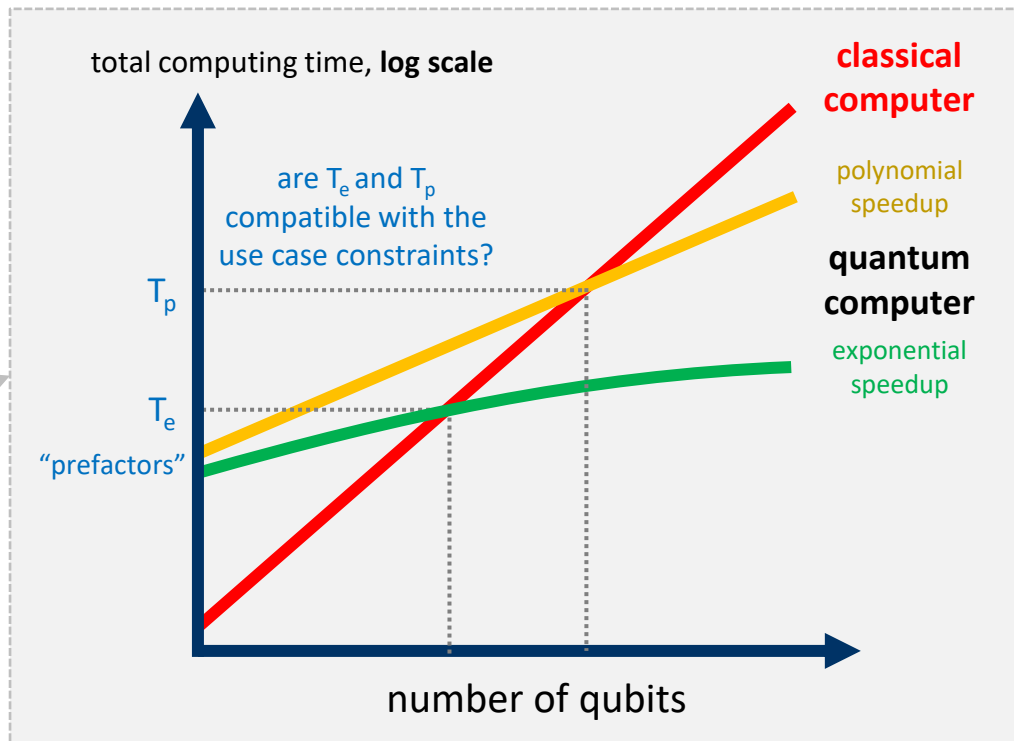 total computing time, log scale
classical
computer
are Te and Tp
compatible with the
use case constraints?
polynomial
speedup
quantum
computer
Tp
exponential
speedup
Te
“prefactors”
number of qubits